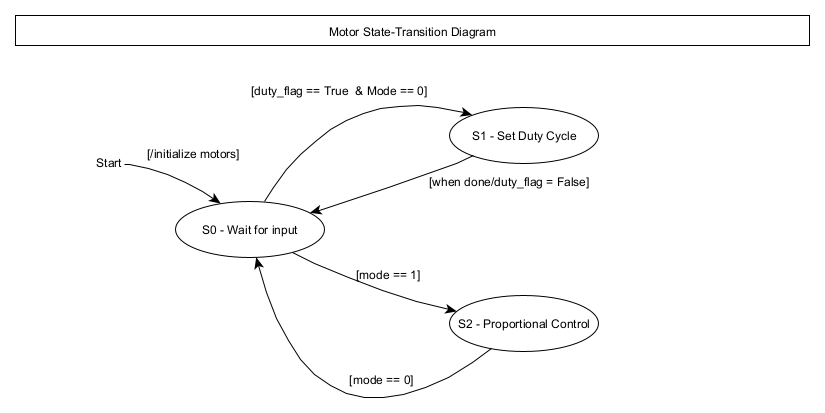 Motor State-Transition Diagram
[duty_flag == True  & Mode == 0]
S1 - Set Duty Cycle
[/initialize motors]
Start
[when done/duty_flag = False]
S0 - Wait for input
[mode == 1]
S2 - Proportional Control
[mode == 0]